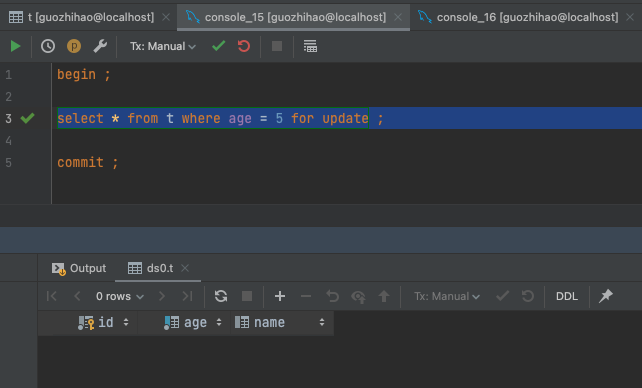 t [guozhihao@localhost] console_15 [guozhihao@localhost] console_16 [guozhihao@localhost]
p Tx: Manual
1 begin ;
2
3 select * from t where age = 5 for update ;
4
5 commit ;
Output ds0.t
0 rows Tx: Manual DDL
id age name